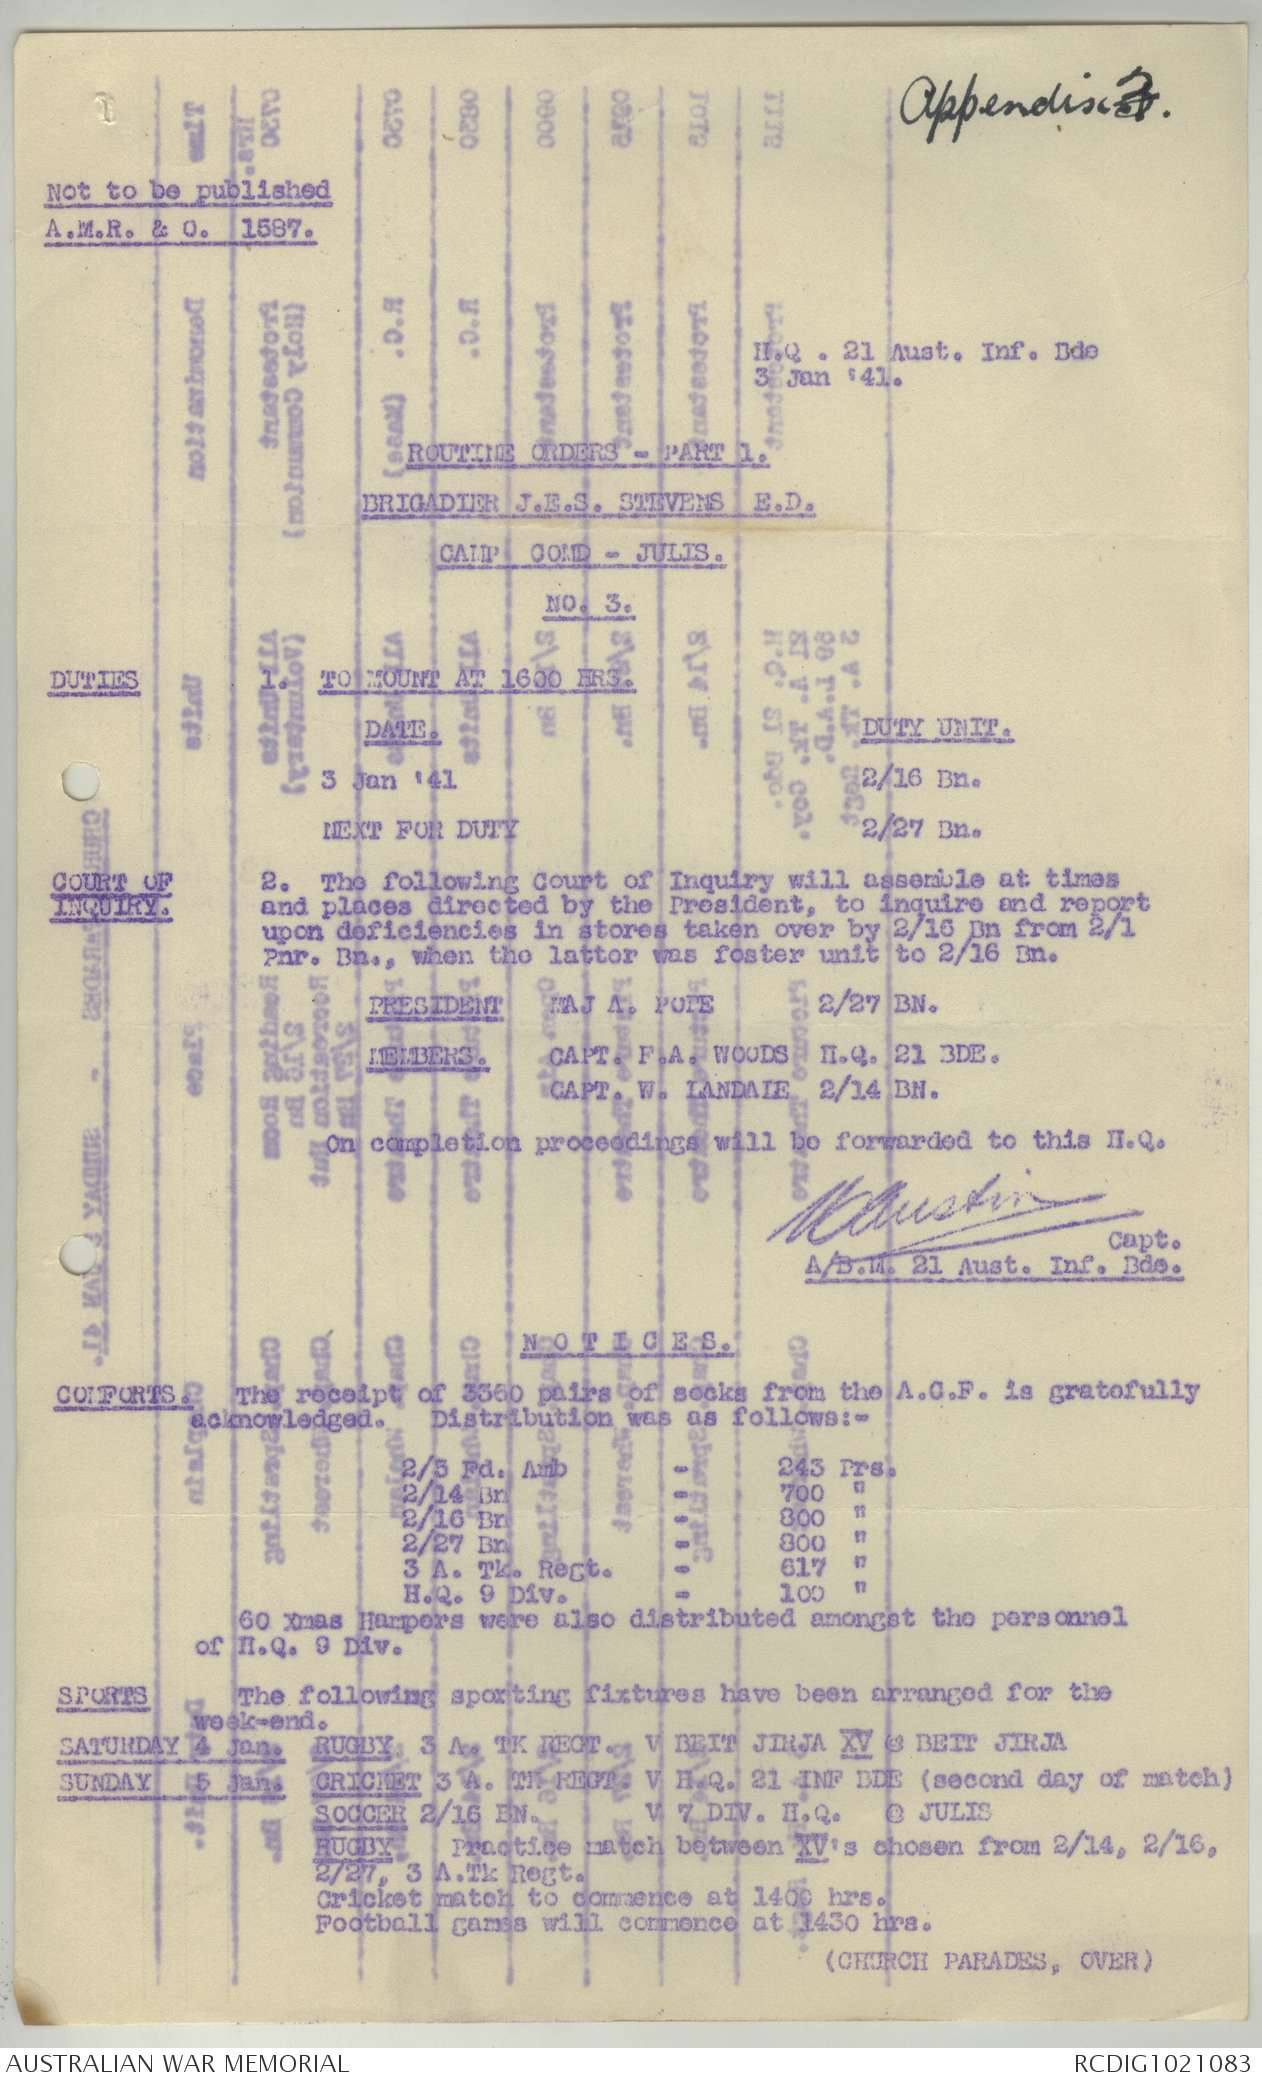 Appendix 3.
Not to be published
A.M.R. & O. 1587.
H.Q . 21 Aust. Inf. Bde
3 Jan '41.
ROUTINE ORDERS - PART 1.
BRIGADIER J.E.S. STEVENS E.D.
CAMP COMD - JULIS.
NO. 3.
DUTIES 1. TO MOUNT AT 1600 HRS.
DATE. DUTY UNIT.
3 Jan '41 2/16 Bn.
NEXT FOR DUTY 2/27 Bn.
COURT OF INQUIRY. 2. The following Court of Inquiry will assemble at times
and places directed by the President, to inquire and report
upon deficiencies in stores taken over by 2/16 Bn from 2/1
Pnr. Bn., when the latter was foster unit to 2/16 Bn.
PRESIDENT MAJ A. POPE 2/27 BN.
MEMBERS. CAPT. F.A. WOODS H.Q. 21 BDE.
CAPT. W. LANDALE 2/14 BN.
On completion proceedings will be forwarded to this H.Q.
Austin
Capt.
A/B.M. 21 Aust. Inf. Bde.
N O T I C E S.
COMFORTS. The receipt of 3360 pairs of socks from the A.C.F. is gratefully
acknowledged. Distribution was as follows:-
2/5 Fd. Amb - 243 Prs.
2/14 Bn - 700 "
2/16 Bn - 800 "
2/27 Bn - 800 "
3 A. Tk. Regt. - 617 "
H.Q. 9 Div. - 100 "
60 Xmas Hampers were also distributed amongst the personnel
of H.Q. 9 Div.
SPORTS The following sporting fixtures have been arranged for the
week-end.
SATURDAY 4 Jan. RUGBY. 3 A. TK REGT. V BEIT JIRJA XV @ BEIT JIRJA
SUNDAY 5 Jan. CRICKET 3 A. TK REGT. V H.Q. 21 INF BDE (second day of match)
SOCCER 2/16 BN. V 7 DIV. H.Q. @ JULIS
RUGBY. Practice match between XV's chosen from 2/14, 2/16,
2/27, 3 A.Tk Regt.
Cricket match to commence at 1400 hrs.
Football games will commence at 1430 hrs.
(CHURCH PARADES, OVER)
AUSTRALIAN WAR MEMORIAL RCDIG1021083